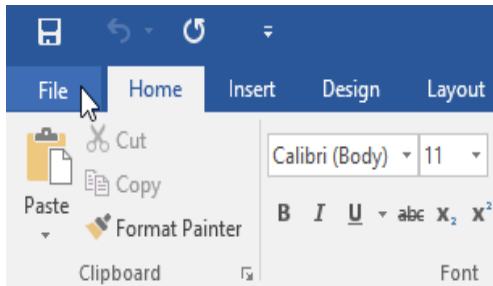 File Home Insert Design Layout
Cut
Calibri (Body) 11
Copy
Paste
B I U abc X₂ X²
Format Painter
Clipboard Font